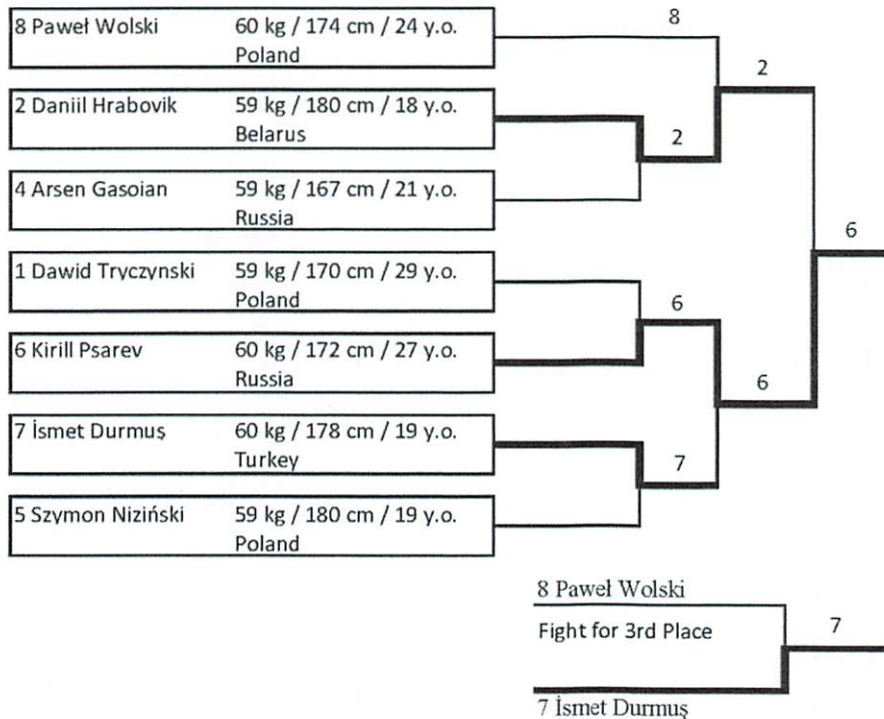 8 Paweł Wolski 60 kg / 174 cm / 24 y.o.
Poland
8
2
2 Daniil Hrabovik 59 kg / 180 cm / 18 y.o.
Belarus
2
4 Arsen Gasoian 59 kg / 167 cm / 21 y.o.
Russia
6
1 Dawid Tryczynski 59 kg / 170 cm / 29 y.o.
Poland
6
6 Kirill Psarev 60 kg / 172 cm / 27 y.o.
Russia
6
7 İsmet Durmuş 60 kg / 178 cm / 19 y.o.
Turkey
7
5 Szymon Niziński 59 kg / 180 cm / 19 y.o.
Poland
8 Paweł Wolski
Fight for 3rd Place
7
7 İsmet Durmuş